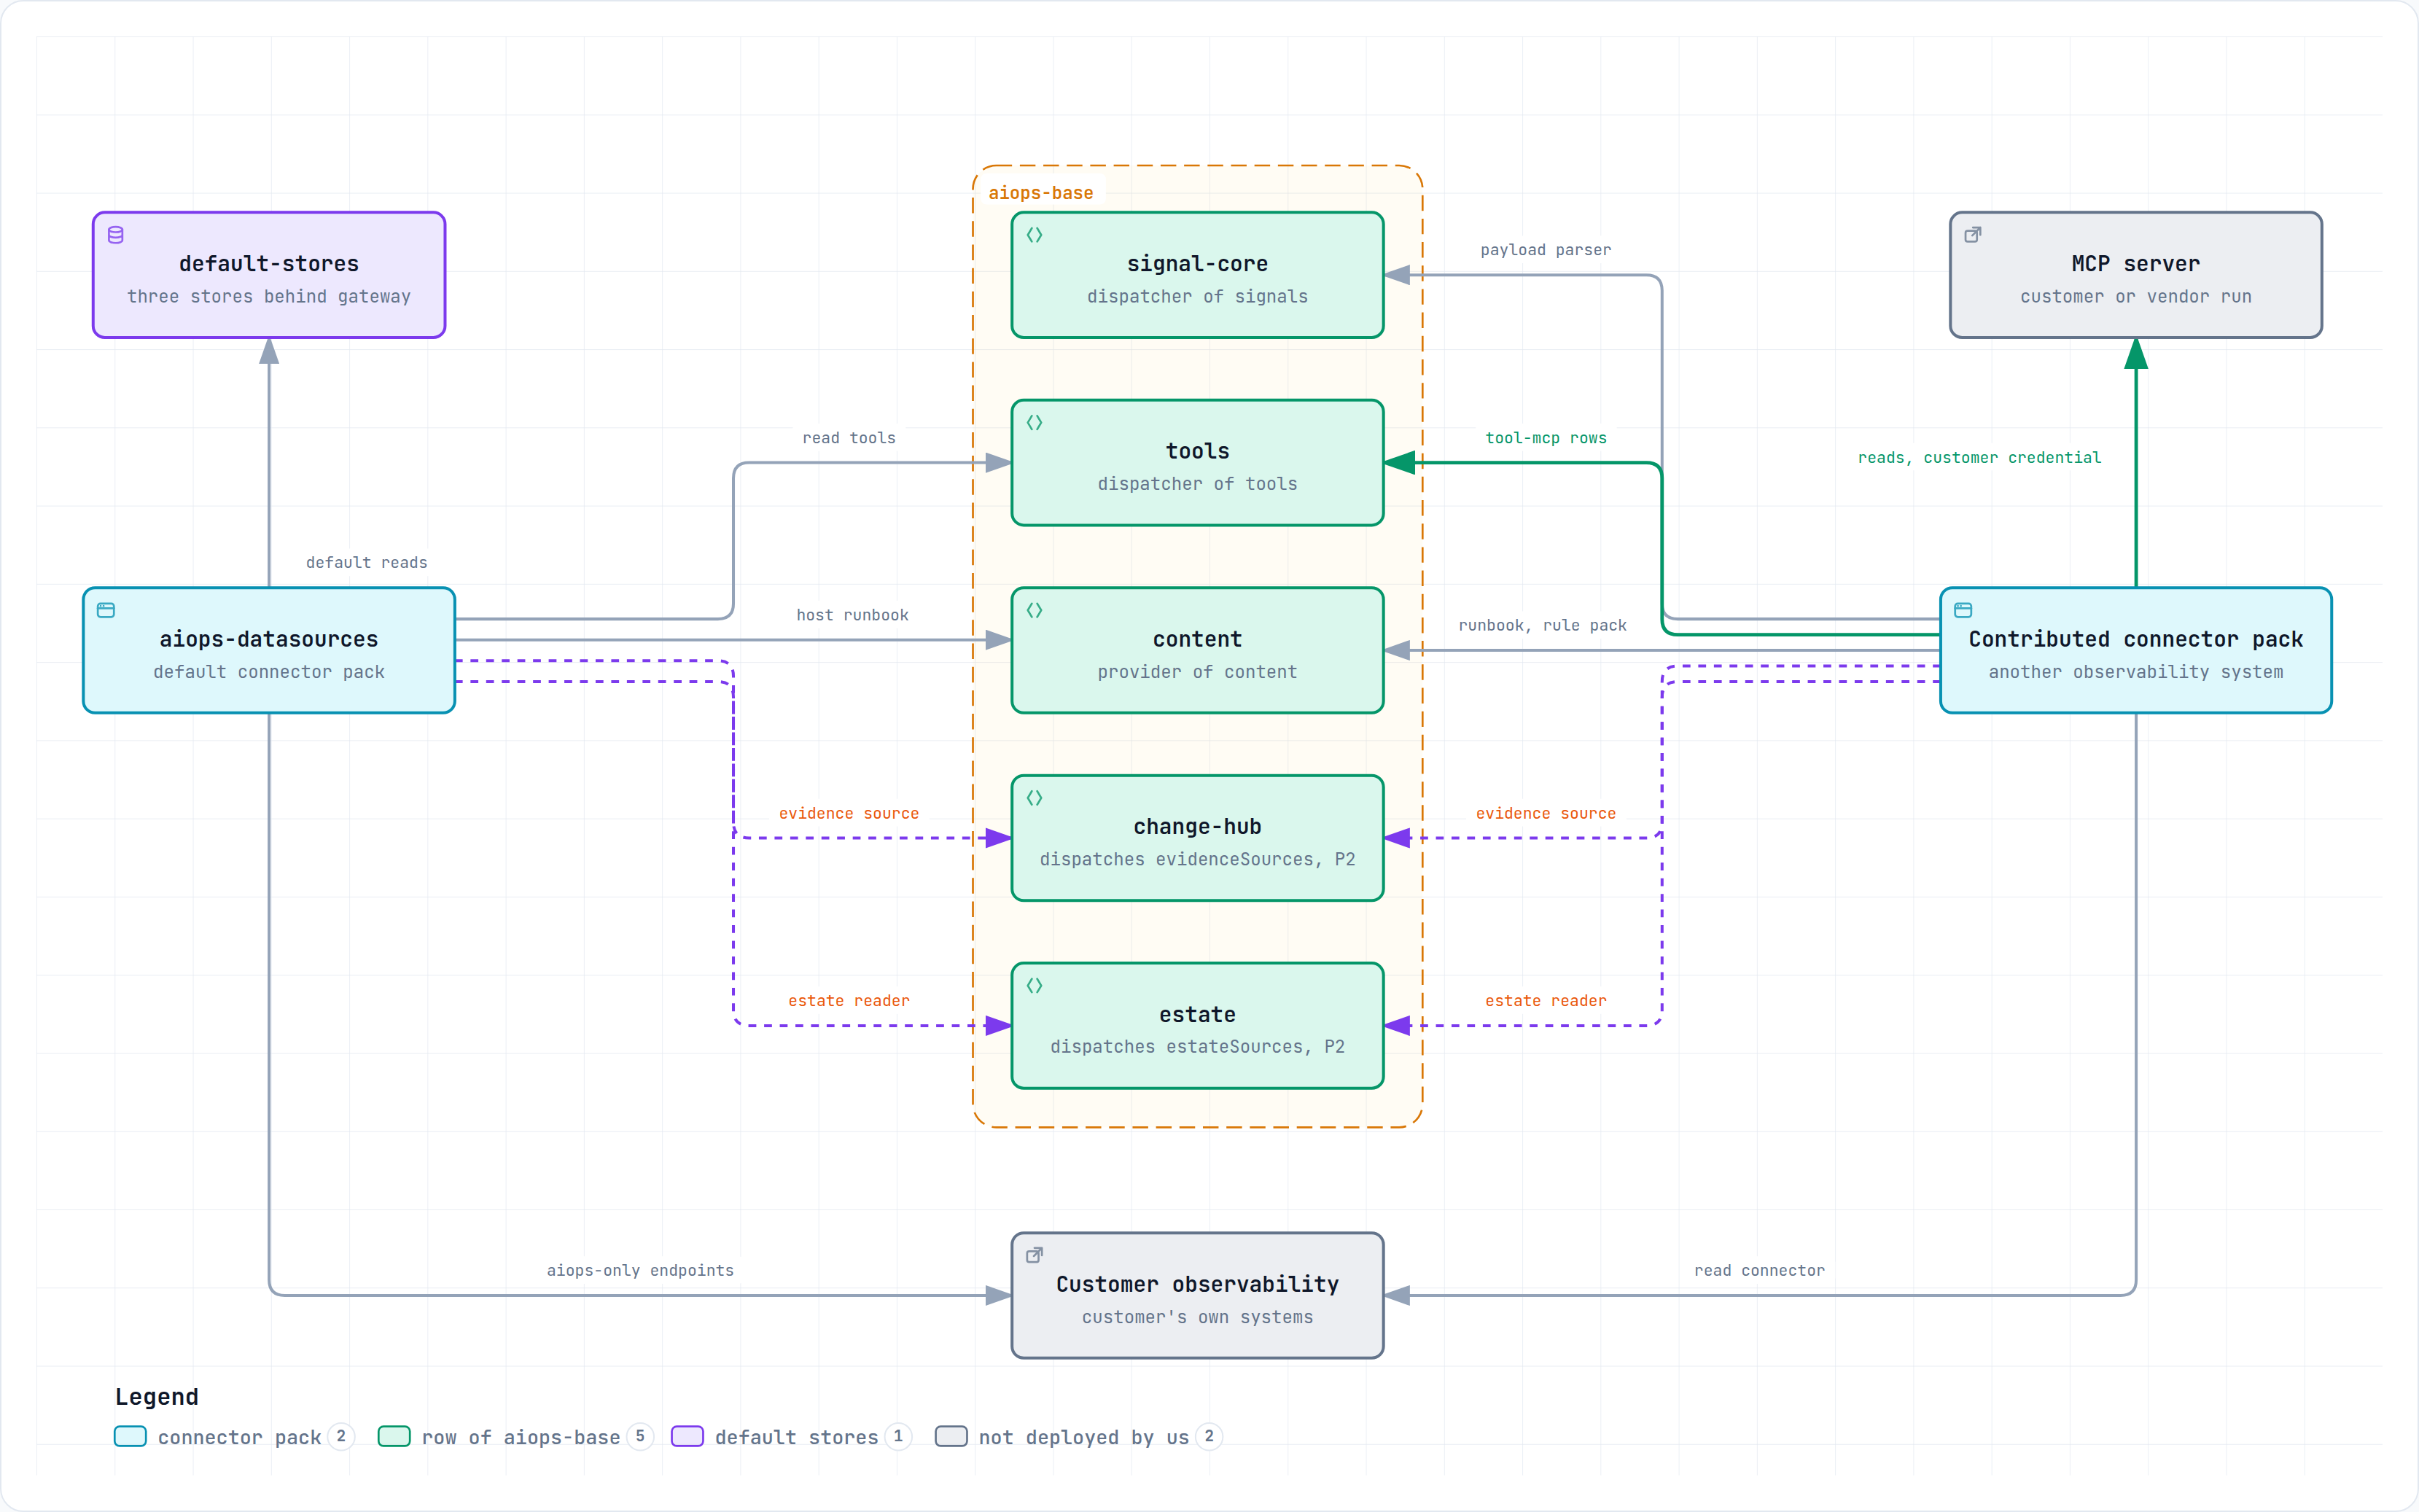 aiops-base
default-stores
three stores behind gateway
signal-core
dispatcher of signals
payload parser
MCP server
customer or vendor run
read tools
tools
dispatcher of tools
tool-mcp rows
reads, customer credential
default reads
aiops-datasources
default connector pack
host runbook
content
provider of content
runbook, rule pack
Contributed connector pack
another observability system
evidence source
change-hub
dispatches evidenceSources, P2
evidence source
estate reader
estate
dispatches estateSources, P2
estate reader
aiops-only endpoints
Customer observability
customer's own systems
read connector
Legend
connector pack 2
row of aiops-base 5
default stores 1
not deployed by us 2